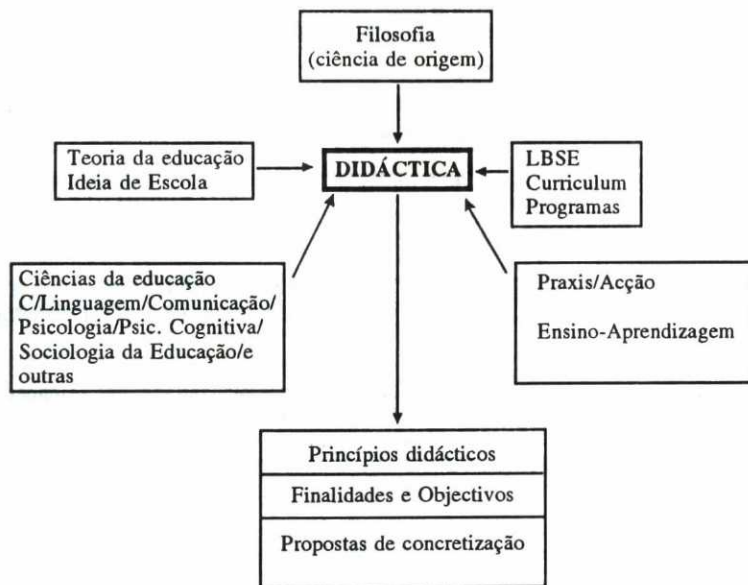 Filosofia
(ciência de origem)
Teoria da educação
Ideia de Escola
DIDÁCTICA
LBSE
Curriculum
Programas
Ciências da educação
C/Linguagem/Comunicação/
Psicologia/Psic. Cognitiva/
Sociologia da Educação/e
outras
Praxis/Acção
Ensino-Aprendizagem
Princípios didácticos
Finalidades e Objectivos
Propostas de concretização